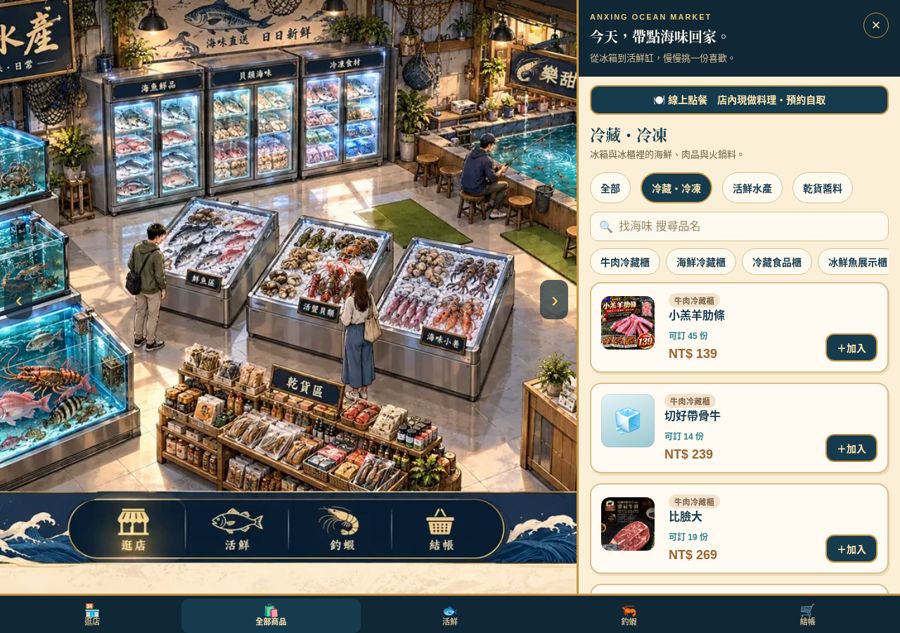 水產
日常
海味直送 日日新鮮
海魚鮮品
貝類海味
冷凍食材
樂甜
鮮魚區
活蟹貝類
海味小卷
乾貨區
‹
›
逛店
活鮮
釣蝦
結帳
ANXING OCEAN MARKET
今天，帶點海味回家。
從冰箱到活鮮缸，慢慢挑一份喜歡。
×
🍽️ 線上點餐 店內現做料理・預約自取
冷藏・冷凍
冰箱與冰櫃裡的海鮮、肉品與火鍋料。
全部
冷藏・冷凍
活鮮水產
乾貨醬料
🔍 找海味 搜尋品名
牛肉冷藏櫃
海鮮冷藏櫃
冷藏食品櫃
冰鮮魚展示櫃
牛肉冷藏櫃
小羔羊肋條
可訂 45 份
NT$ 139
＋加入
139
牛肉冷藏櫃
切好帶骨牛
可訂 14 份
NT$ 239
＋加入
牛肉冷藏櫃
比臉大
可訂 19 份
NT$ 269
＋加入
逛店
全部商品
活鮮
釣蝦
結帳